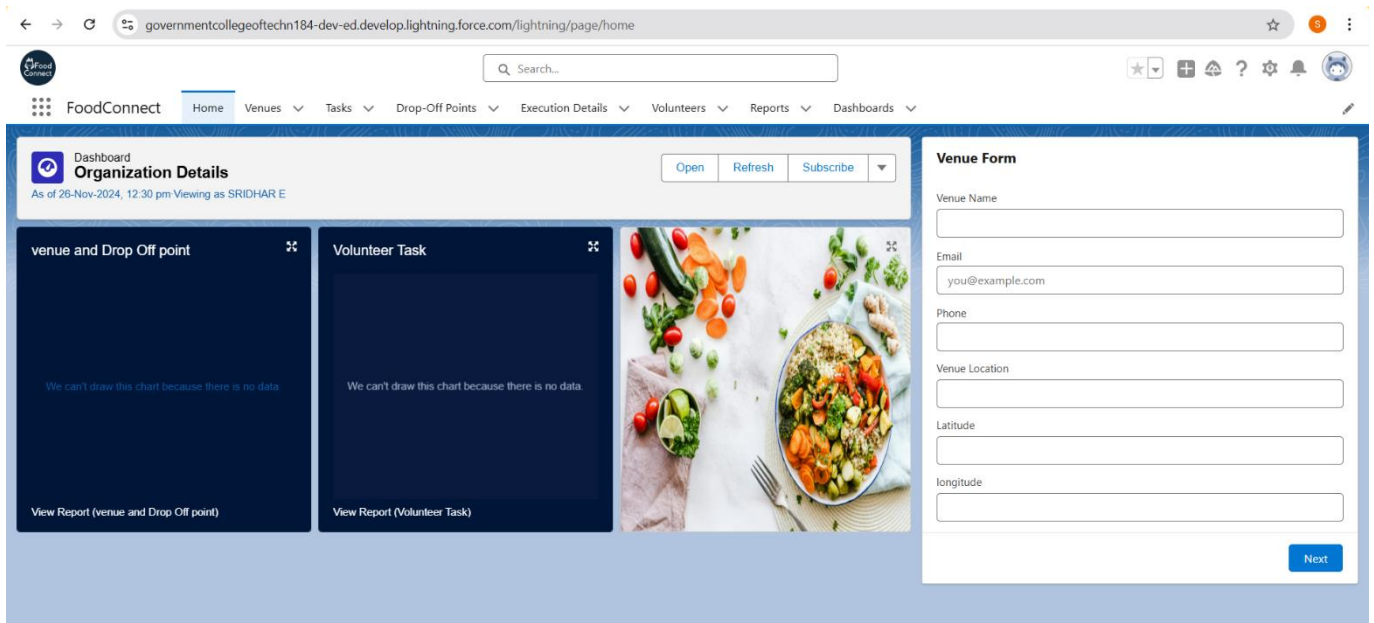 governmentcollegeoftechn184-dev-ed.develop.lightning.force.com/lightning/page/home
S
Food
Connect
Search...
FoodConnect Home Venues Tasks Drop-Off Points Execution Details Volunteers Reports Dashboards
Dashboard
Organization Details
As of 26-Nov-2024, 12:30 pm·Viewing as SRIDHAR E
Open Refresh Subscribe
venue and Drop Off point
We can't draw this chart because there is no data.
View Report (venue and Drop Off point)
Volunteer Task
We can't draw this chart because there is no data.
View Report (Volunteer Task)
Venue Form
Venue Name
Email
you@example.com
Phone
Venue Location
Latitude
longitude
Next